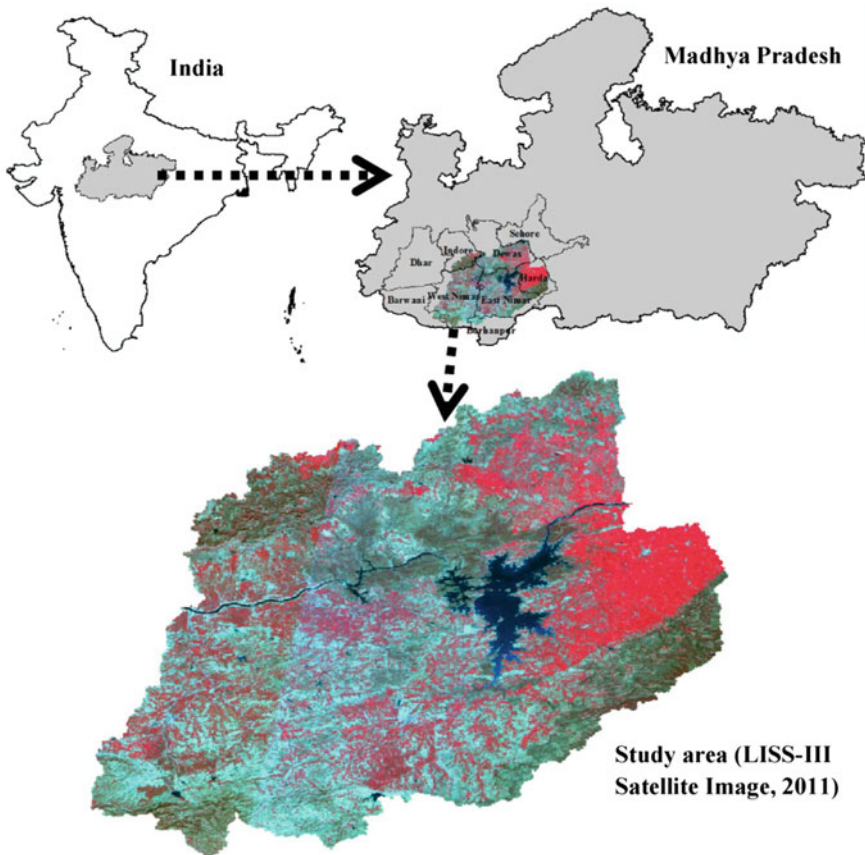 India
Madhya Pradesh
Sehore
Indore
Dewas
Dhar
Harda
Barwani
West Nimar
East Nimar
Burhanpur
Study area (LISS-III
Satellite Image, 2011)